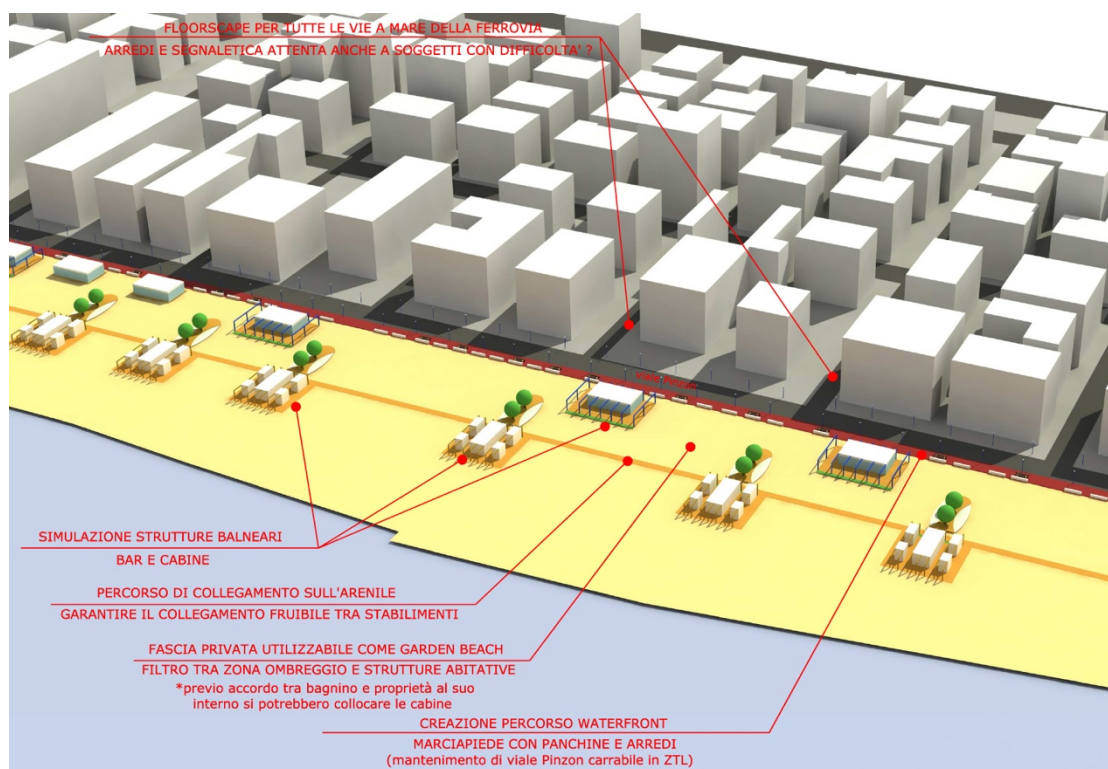 FLOORSCAPE PER TUTTE LE VIE A MARE DELLA FERROVIA
ARREDI E SEGNALETICA ATTENTA ANCHE A SOGGETTI CON DIFFICOLTA' ?
viale Pinzon
SIMULAZIONE STRUTTURE BALNEARI
BAR E CABINE
PERCORSO DI COLLEGAMENTO SULL'ARENILE
GARANTIRE IL COLLEGAMENTO FRUIBILE TRA STABILIMENTI
FASCIA PRIVATA UTILIZZABILE COME GARDEN BEACH
FILTRO TRA ZONA OMBREGGIO E STRUTTURE ABITATIVE
*previo accordo tra bagnino e proprietà al suo
interno si potrebbero collocare le cabine
CREAZIONE PERCORSO WATERFRONT
MARCIAPIEDE CON PANCHINE E ARREDI
(mantenimento di viale Pinzon carrabile in ZTL)